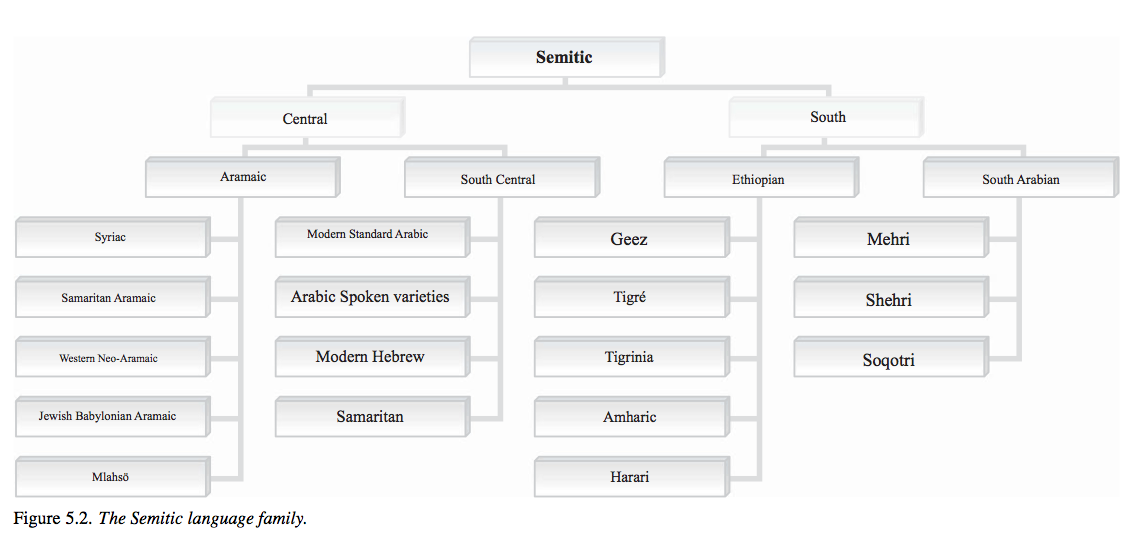 Semitic
Central
South
Aramaic
South Central
Ethiopian
South Arabian
Syriac
Samaritan Aramaic
Western Neo-Aramaic
Jewish Babylonian Aramaic
Mlahsö
Modern Standard Arabic
Arabic Spoken varieties
Modern Hebrew
Samaritan
Geez
Tigré
Tigrinia
Amharic
Harari
Mehri
Shehri
Soqotri
Figure 5.2. The Semitic language family.